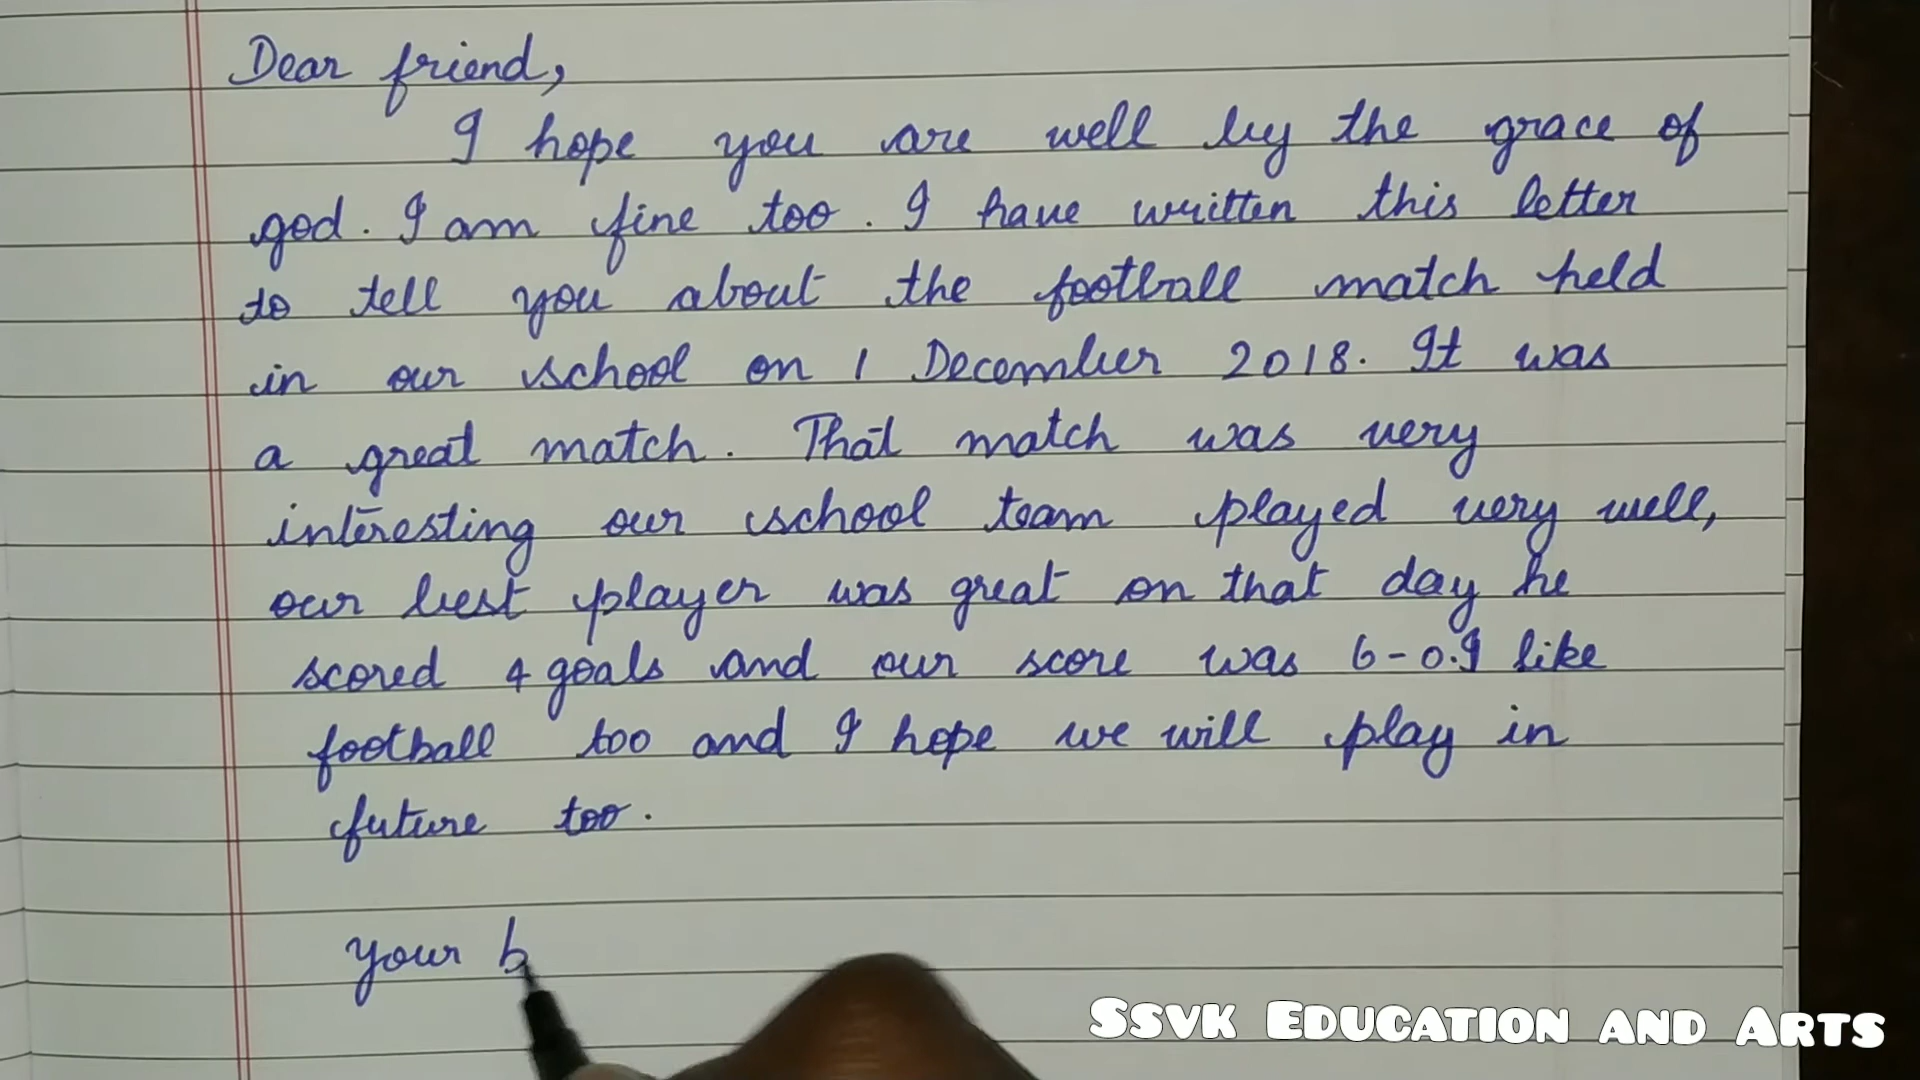 Dear friend,
I hope you are well by the grace of
god. I am fine too. I have written this letter
to tell you about the football match held
in our school on 1 December 2018. It was
a great match. That match was very
interesting our school team played very well,
our best player was great on that day he
scored 4 goals and our score was 6-0.I like
football too and I hope we will play in
future too.
Your b
SSVK EDUCATION AND ARTS